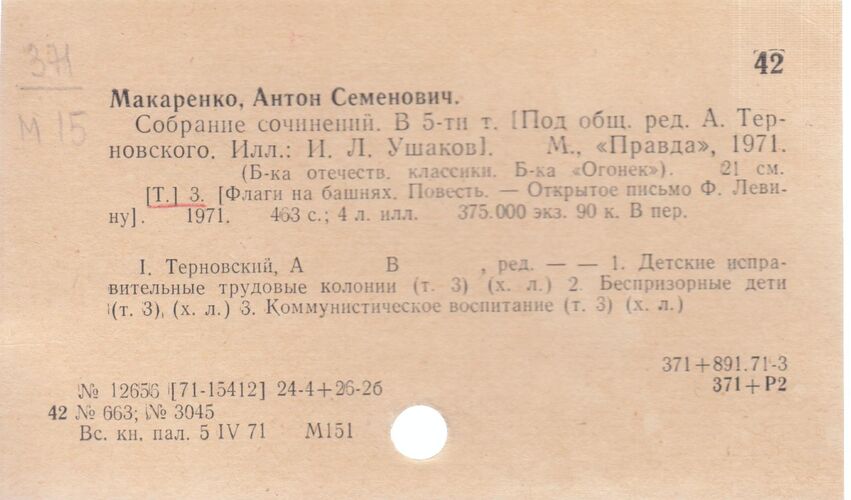 371
М 15
42
Макаренко, Антон Семенович.
Собрание сочинений. В 5-ти т. [Под общ. ред. А. Тер-
новского. Илл.: И. Л. Ушаков]. М., «Правда», 1971.
(Б-ка отечеств. классики. Б-ка «Огонек»). 21 см.
[Т.] 3. [Флаги на башнях. Повесть. — Открытое письмо Ф. Леви-
ну]. 1971. 463 с.; 4 л. илл. 375.000 экз. 90 к. В пер.
I. Терновский, А В , ред. — — 1. Детские испра-
вительные трудовые колонии (т. 3) (х. л.) 2. Беспризорные дети
(т. 3), (х. л.) 3. Коммунистическое воспитание (т. 3) (х. л.)
371+891.71-3
371+Р2
№ 12656 [71-15412] 24-4+26-2б
42 № 663; № 3045
Вс. кн. пал. 5 IV 71 М151